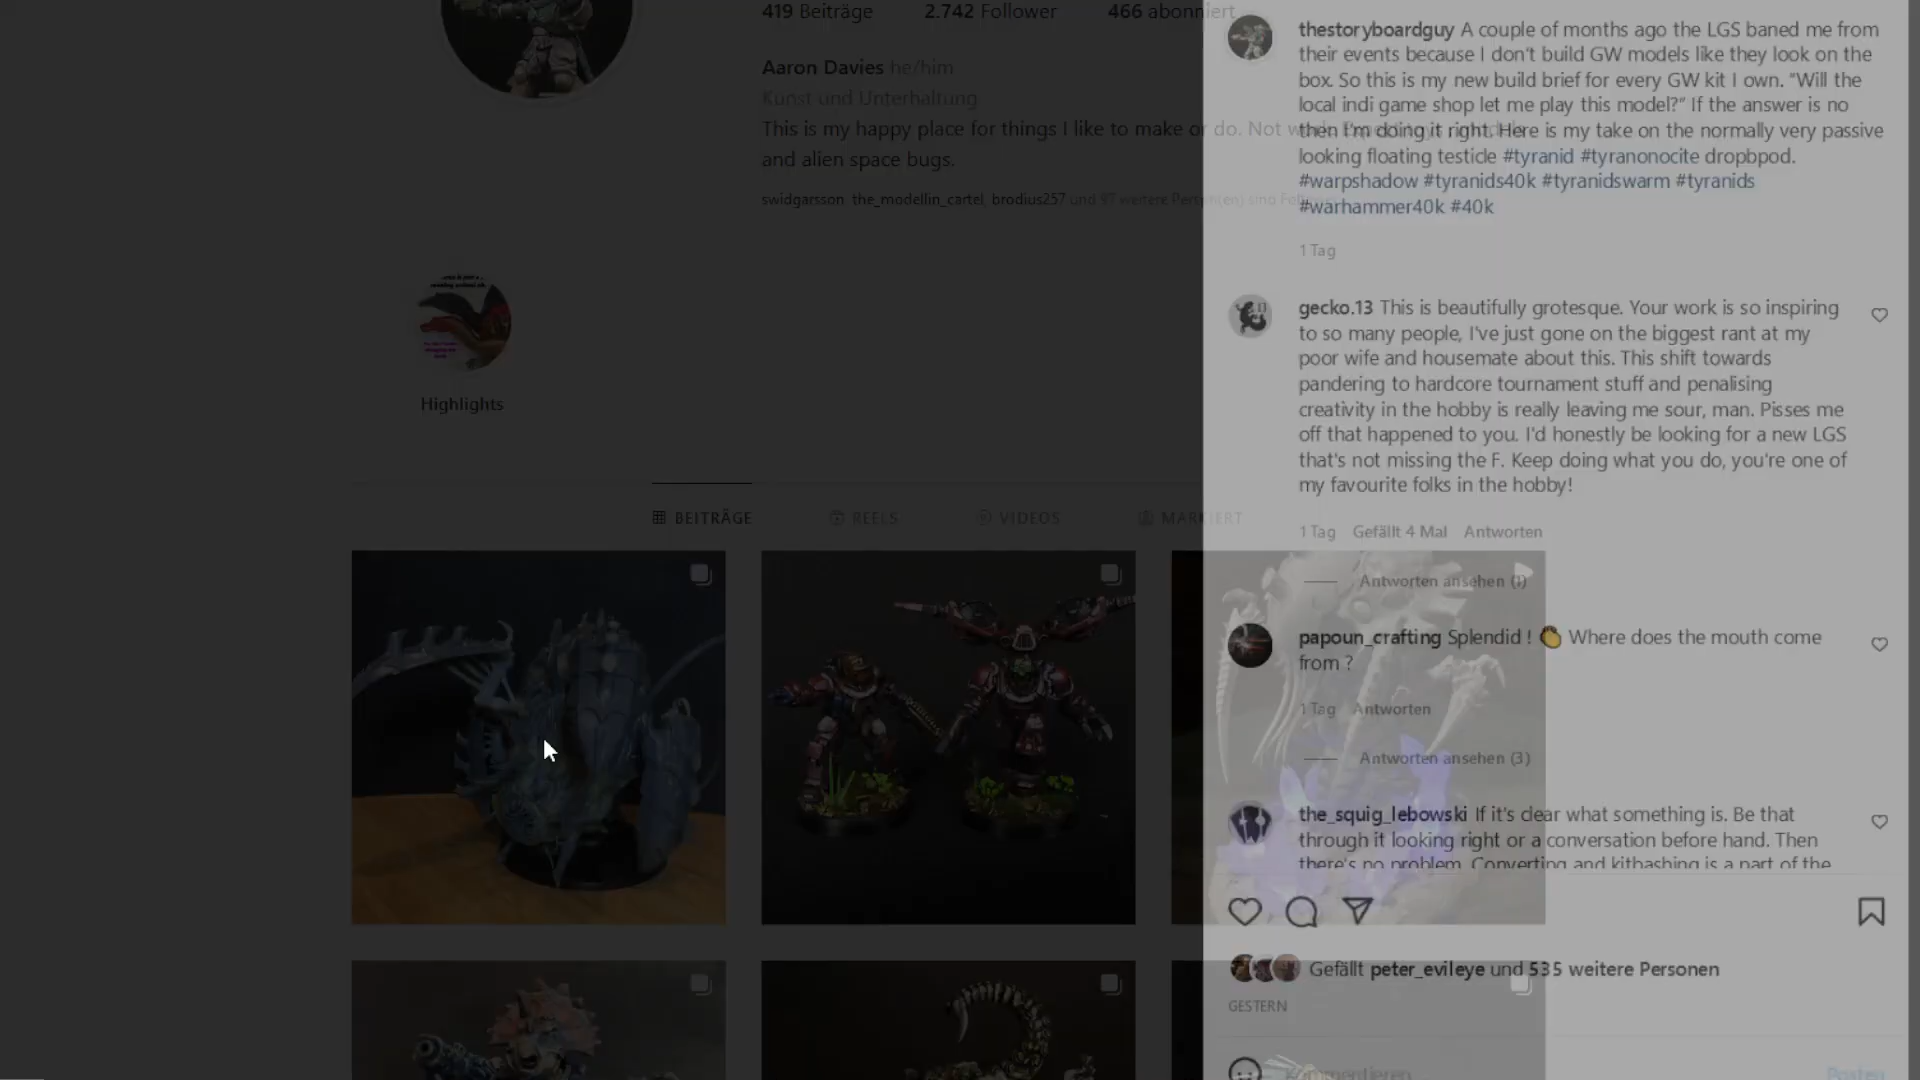 419 Beiträge 2.742 Follower 466 abonniert
Aaron Davies he/him
Kunst und Unterhaltung
This is my happy place for things I like to make or do. Not
and alien space bugs.
swidgarsson, the_modellin_cartel, brodius257 und 97 weitere Person(en) sind
Highlights
BEITRÄGE REELS VIDEOS MARKIERT
thestoryboardguy A couple of months ago the LGS baned me from
their events because I don't build GW models like they look on the
box. So this is my new build brief for every GW kit I own. "Will the
local indi game shop let me play this model?" If the answer is no
then I'm doing it right. Here is my take on the normally very passive
looking floating testicle #tyranid #tyranonocite dropbpod.
#warpshadow #tyranids40k #tyranidswarm #tyranids
#warhammer40k #40k
1 Tag
gecko.13 This is beautifully grotesque. Your work is so inspiring
to so many people, I've just gone on the biggest rant at my
poor wife and housemate about this. This shift towards
pandering to hardcore tournament stuff and penalising
creativity in the hobby is really leaving me sour, man. Pisses me
off that happened to you. I'd honestly be looking for a new LGS
that's not missing the F. Keep doing what you do, you're one of
my favourite folks in the hobby!
1 Tag Gefällt 4 Mal Antworten
Antworten ansehen (1)
papoun_crafting Splendid ! 👏 Where does the mouth come
from ?
1 Tag Antworten
Antworten ansehen (3)
the_squig_lebowski If it's clear what something is. Be that
through it looking right or a conversation before hand. Then
there's no problem. Converting and kitbashing is a part of the
Gefällt peter_evileye und 535 weitere Personen
GESTERN
Kommentieren
Posten